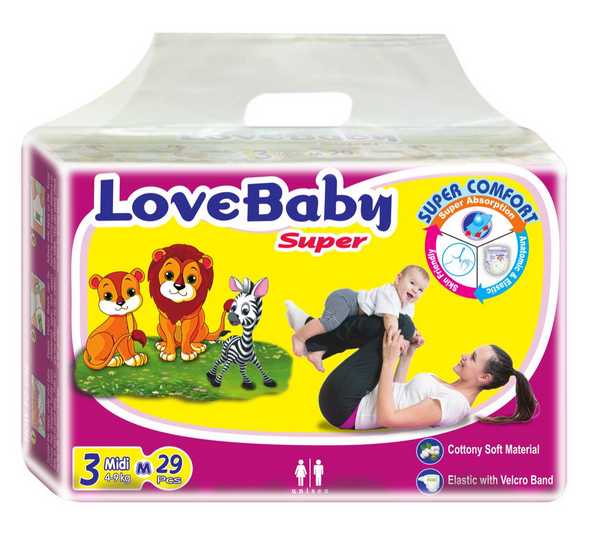 LoveBaby
Super
SUPER COMFORT
Super Absorption
Skin Friendly
Anatomic & Elastic
Cottony Soft Material
Elastic with Velcro Band
3 Midi
4-9 kg
M 29
Pcs
unisex
3